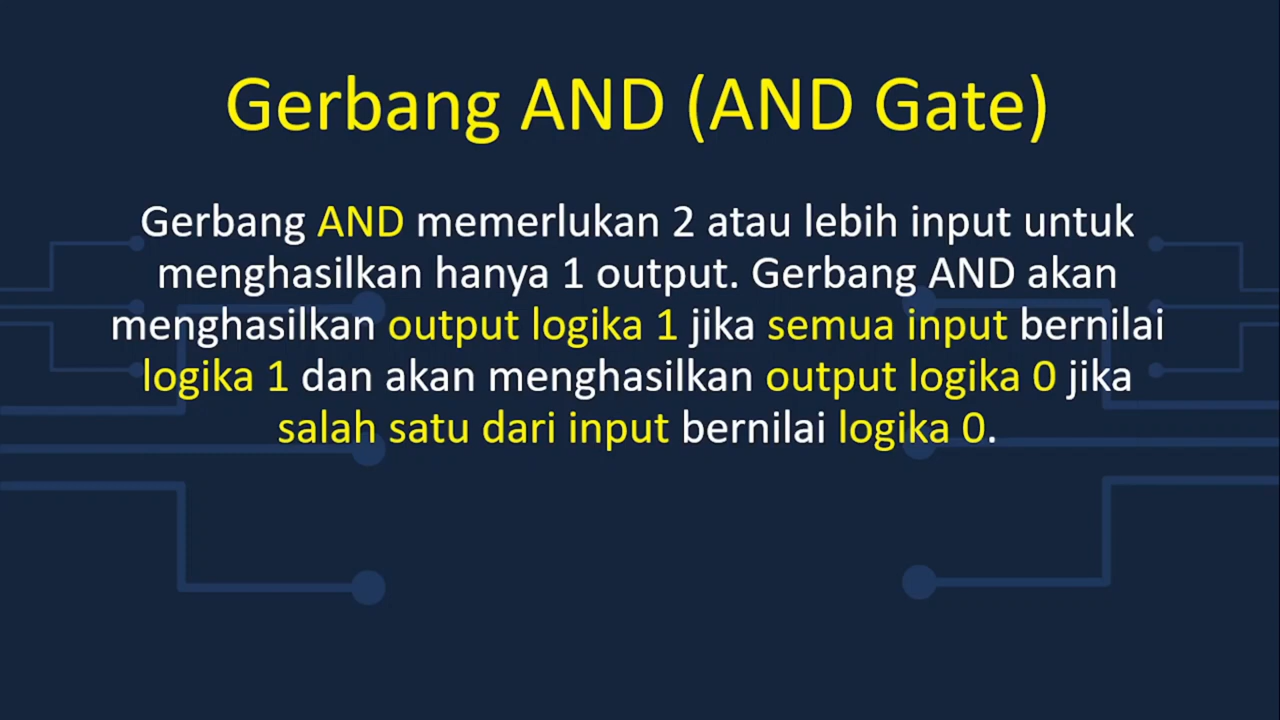 Gerbang AND (AND Gate)
Gerbang AND memerlukan 2 atau lebih input untuk
menghasilkan hanya 1 output. Gerbang AND akan
menghasilkan output logika 1 jika semua input bernilai
logika 1 dan akan menghasilkan output logika 0 jika
salah satu dari input bernilai logika 0.